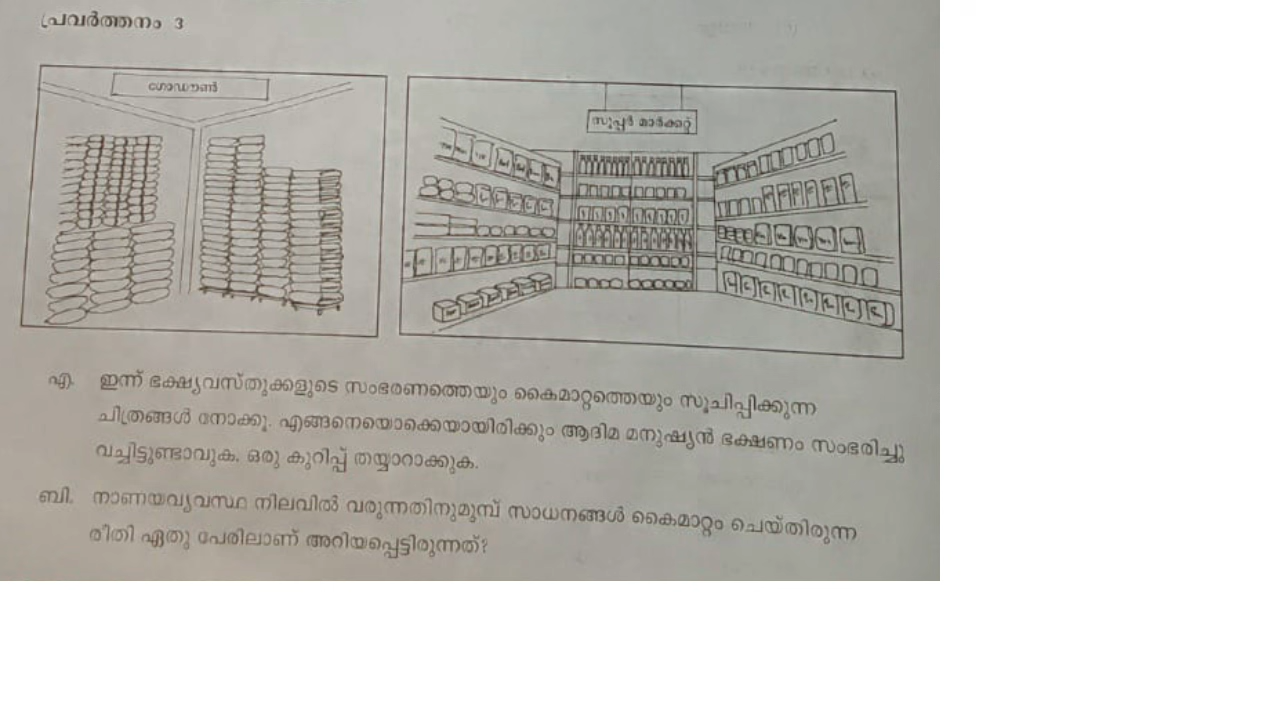 പ്രവർത്തനം 3
ഗോഡൗൺ
സൂപ്പർ മാർക്കറ്റ്
എ. ഇന്ന് ഭക്ഷ്യവസ്തുക്കളുടെ സംഭരണത്തെയും കൈമാറ്റത്തെയും സൂചിപ്പിക്കുന്ന
ചിത്രങ്ങൾ നോക്കൂ. എങ്ങനെയൊക്കെയായിരിക്കും ആദിമ മനുഷ്യൻ ഭക്ഷണം സംഭരിച്ചു
വച്ചിട്ടുണ്ടാവുക. ഒരു കുറിപ്പ് തയ്യാറാക്കുക.
ബി. നാണയവ്യവസ്ഥ നിലവിൽ വരുന്നതിനുമുമ്പ് സാധനങ്ങൾ കൈമാറ്റം ചെയ്തിരുന്ന
രീതി ഏതു പേരിലാണ് അറിയപ്പെട്ടിരുന്നത്?